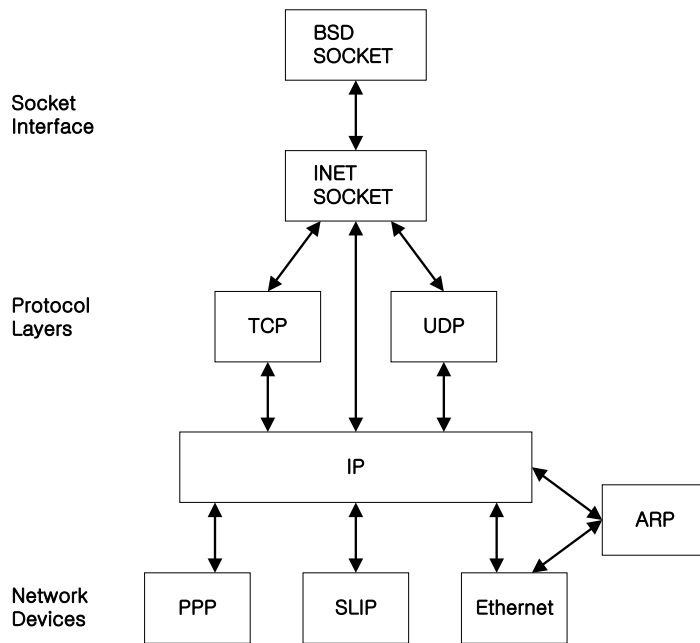 BSD
SOCKET
Socket
Interface
INET
SOCKET
Protocol
Layers
TCP
UDP
IP
ARP
Network
Devices
PPP
SLIP
Ethernet